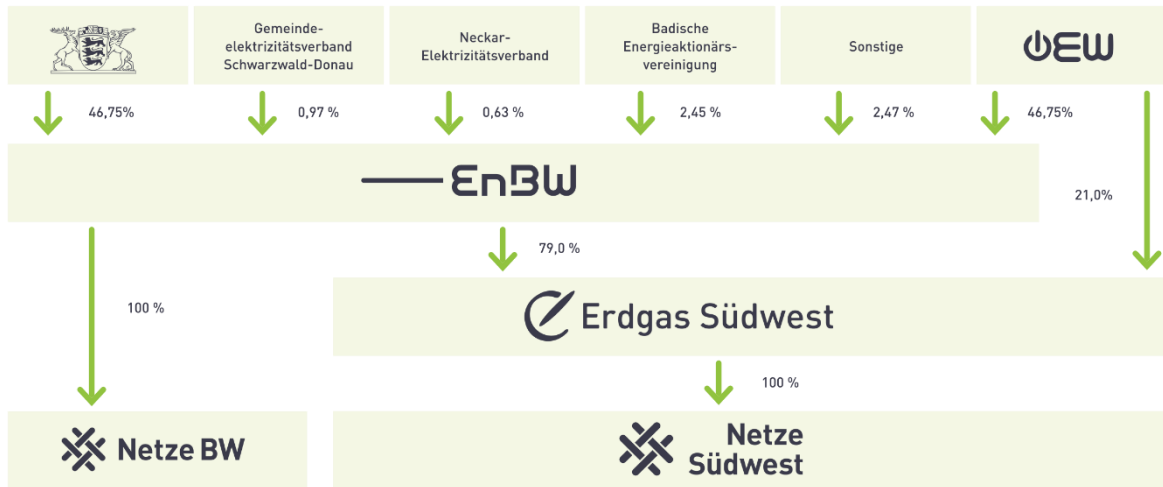 Gemeinde-
elektrizitätsverband
Schwarzwald-Donau
Neckar-
Elektrizitätsverband
Badische
Energieaktionärs-
vereinigung
Sonstige
OEW
46,75%
0,97 %
0,63 %
2,45 %
2,47 %
46,75%
EnBW
21,0%
79,0 %
100 %
Erdgas Südwest
100 %
Netze BW
Netze
Südwest